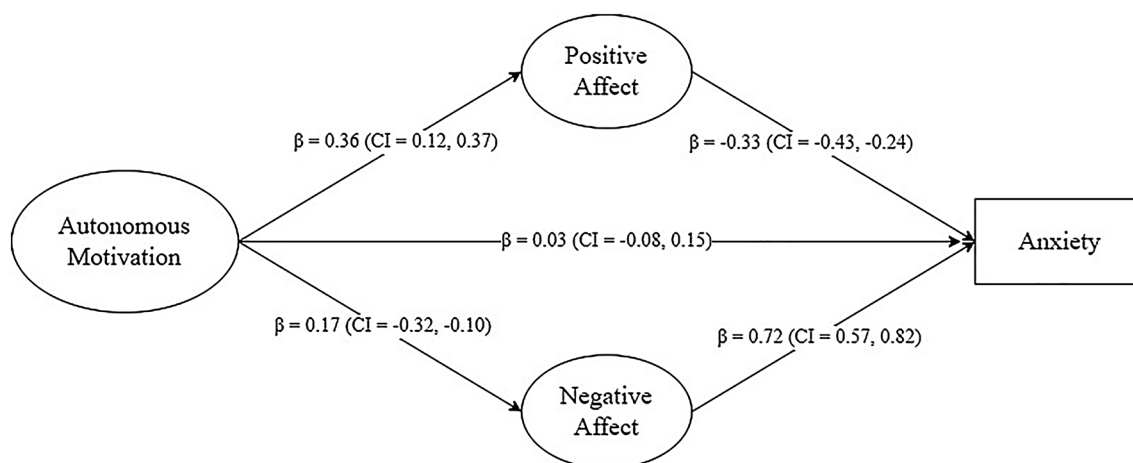 Positive
Affect
β = 0.36 (CI = 0.12, 0.37)
β = -0.33 (CI = -0.43, -0.24)
Autonomous
Motivation
β = 0.03 (CI = -0.08, 0.15)
Anxiety
β = 0.17 (CI = -0.32, -0.10)
β = 0.72 (CI = 0.57, 0.82)
Negative
Affect